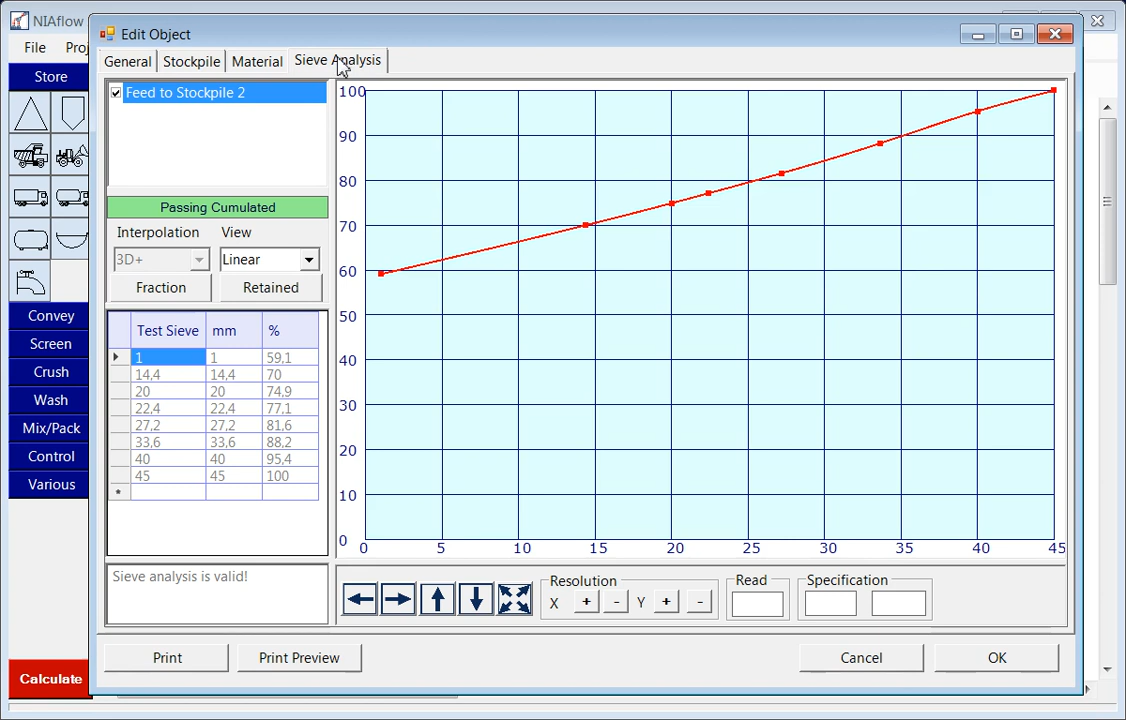 NIAflow
Edit Object
File
General
Stockpile
Material
Sieve Analysis
Store
Feed to Stockpile 2
Passing Cumulated
Interpolation View
3D+ Linear
Fraction Retained
Test Sieve mm %
1 1 59,1
14,4 14,4 70
20 20 74,9
22,4 22,4 77,1
27,2 27,2 81,6
33,6 33,6 88,2
40 40 95,4
45 45 100
*
Sieve analysis is valid!
Convey
Screen
Crush
Wash
Mix/Pack
Control
Various
Calculate
100
90
80
70
60
50
40
30
20
10
0
0 5 10 15 20 25 30 35 40 45
Resolution
X + - Y + -
Read
Specification
Print
Print Preview
Cancel
OK